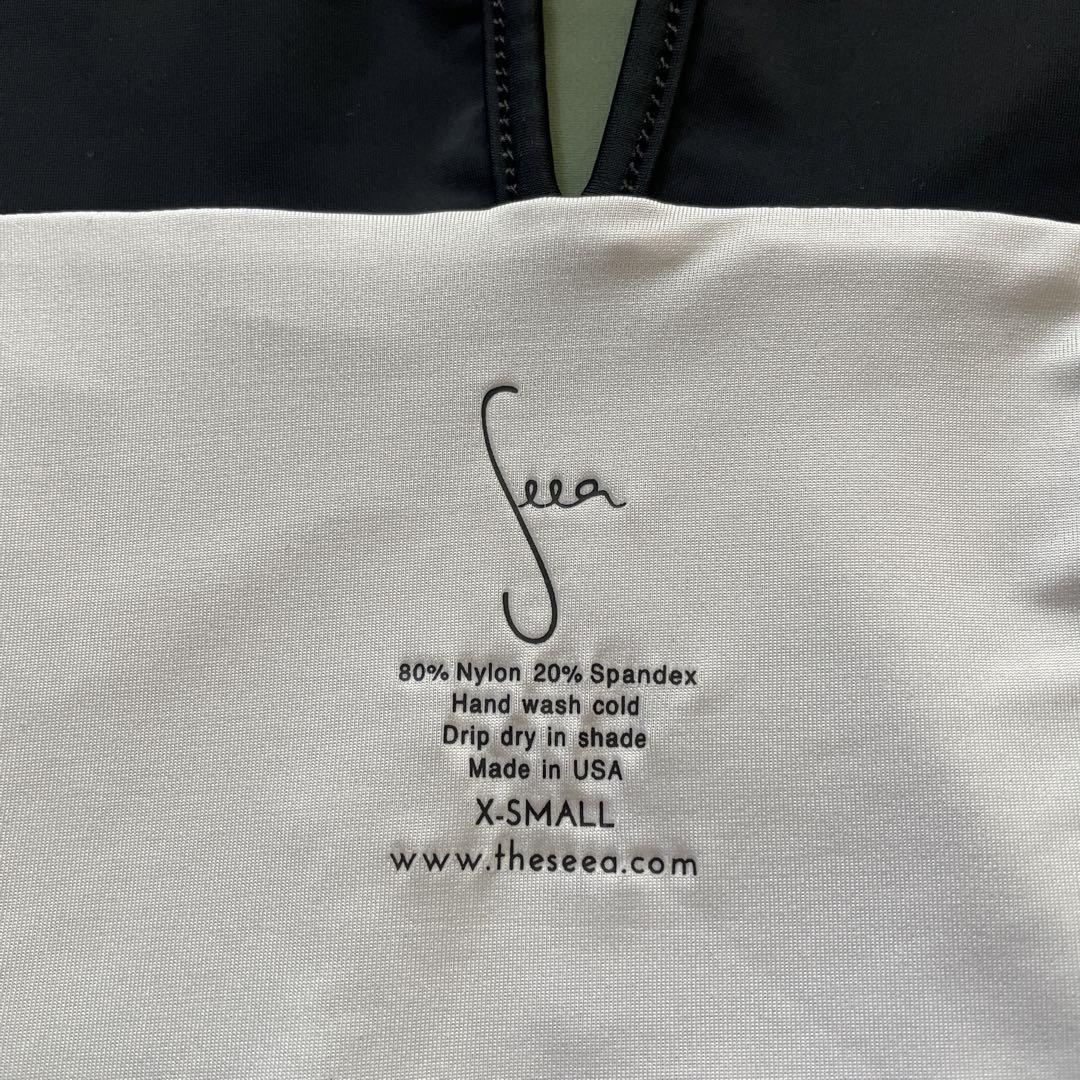 Seea
80% Nylon 20% Spandex
Hand wash cold
Drip dry in shade
Made in USA
X-SMALL
www.theseea.com